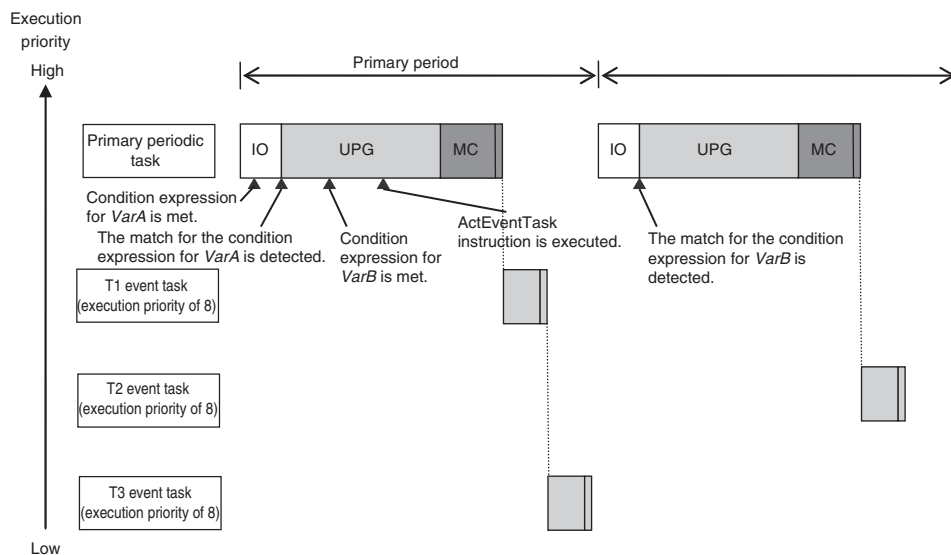 Execution
priority
High
Primary period
Primary periodic
task
IO
UPG
MC
IO
UPG
MC
Condition expression
for VarA is met.
The match for the condition
expression for VarA is detected.
Condition
expression for
VarB is met.
ActEventTask
instruction is executed.
The match for the condition
expression for VarB is
detected.
T1 event task
(execution priority of 8)
T2 event task
(execution priority of 8)
T3 event task
(execution priority of 8)
Low